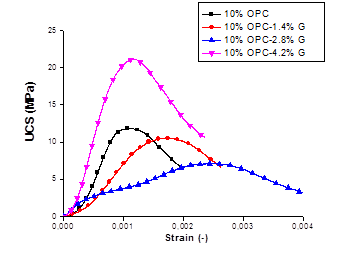 10% OPC
10% OPC-1.4% G
10% OPC-2.8% G
10% OPC-4.2% G
25
20
15
10
5
0
UCS (MPa)
0,000 0,001 0,002 0,003 0,004
Strain (-)